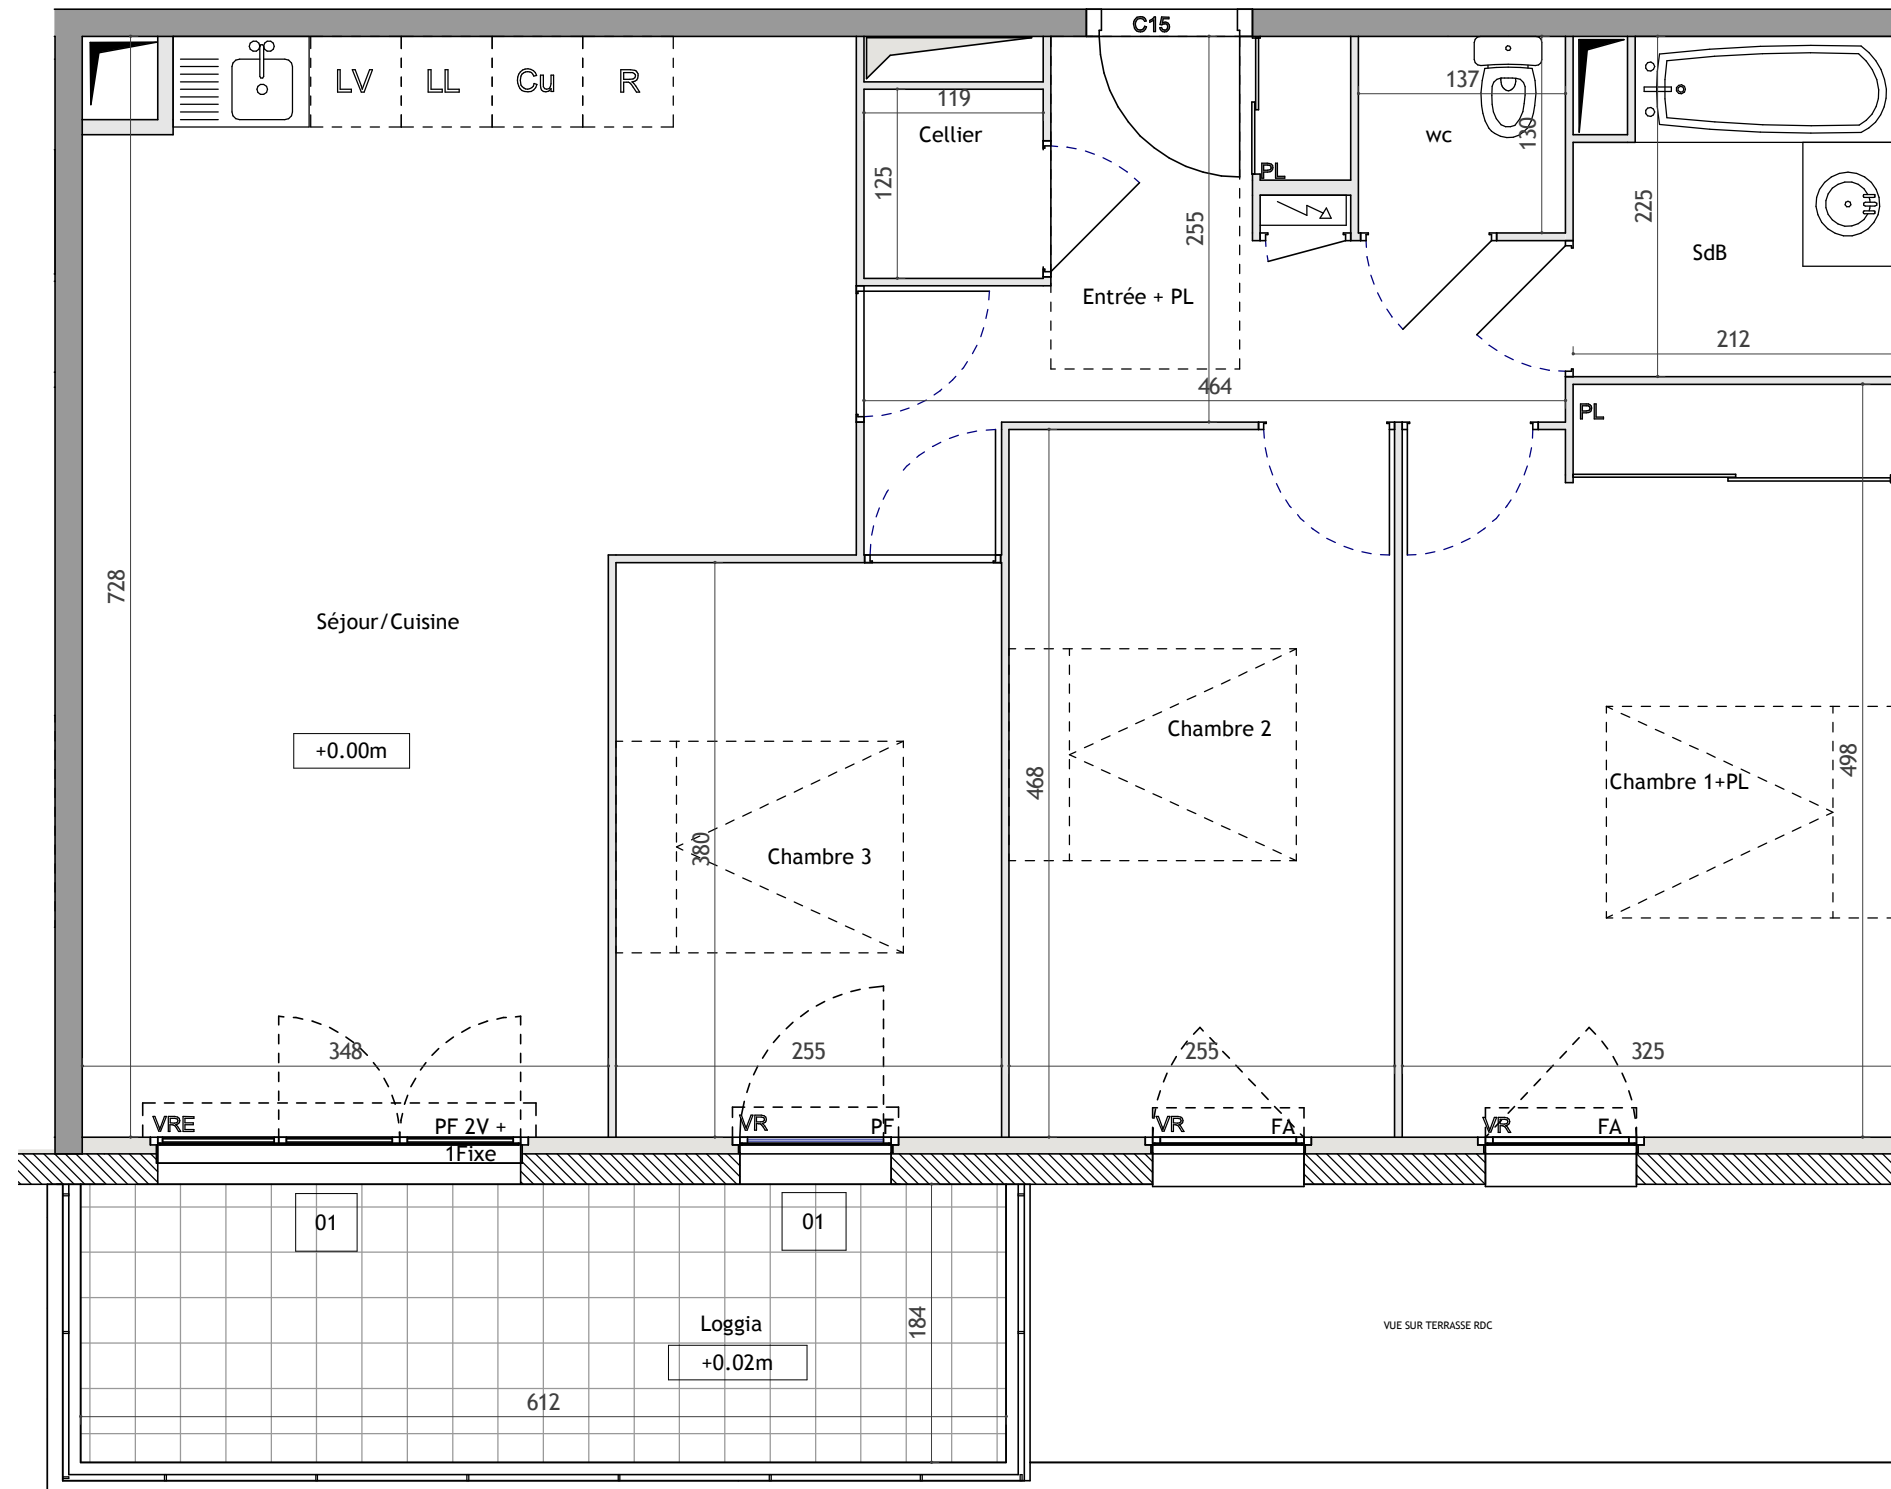 C15
LV
LL
Cu
R
119
Cellier
125
137
wc
130
PL
255
225
SdB
Entrée + PL
212
464
PL
728
Séjour/Cuisine
+0.00m
Chambre 2
468
Chambre 1+PL
498
380
Chambre 3
348
255
255
325
VRE
PF 2V +
1Fixe
VR
PF
VR
FA
VR
FA
01
01
Loggia
184
+0.02m
VUE SUR TERRASSE RDC
612